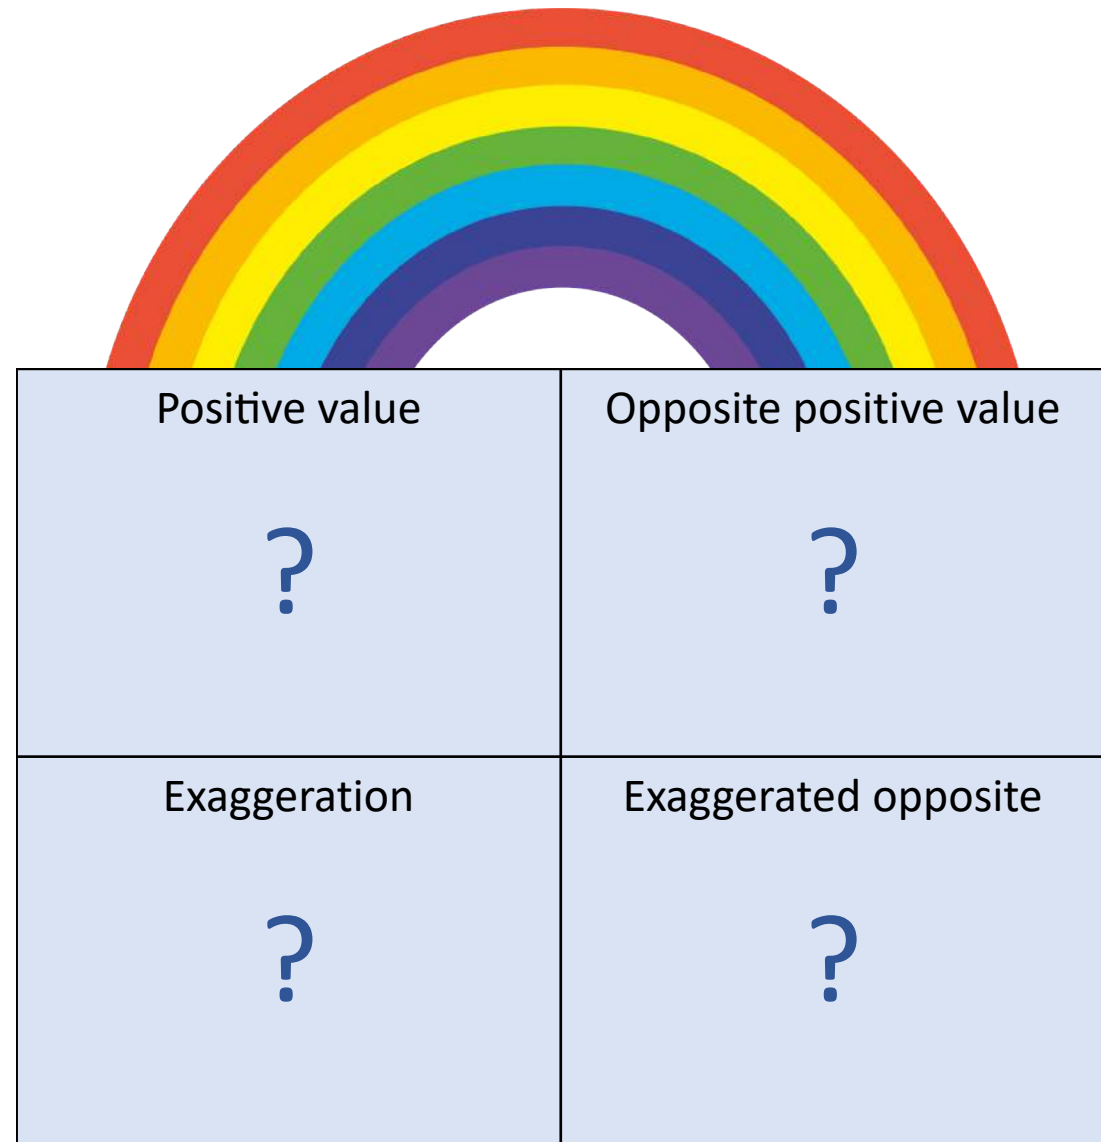 Positive value
Opposite positive value
?
?
Exaggeration
Exaggerated opposite
?
?